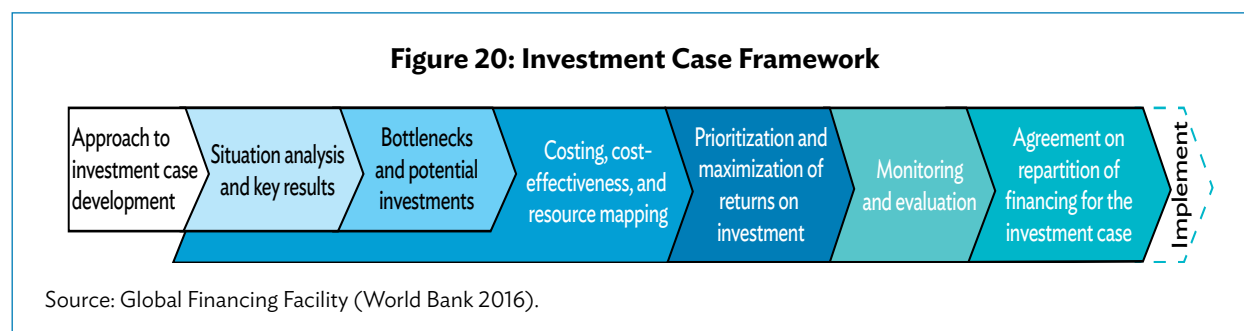 Figure 20: Investment Case Framework
Approach to
investment case
development
Situation analysis
and key results
Bottlenecks
and potential
investments
Costing, cost-
effectiveness, and
resource mapping
Prioritization and
maximization of
returns on
investment
Monitoring
and evaluation
Agreement on
repartition of
financing for the
investment case
Implement
Source: Global Financing Facility (World Bank 2016).